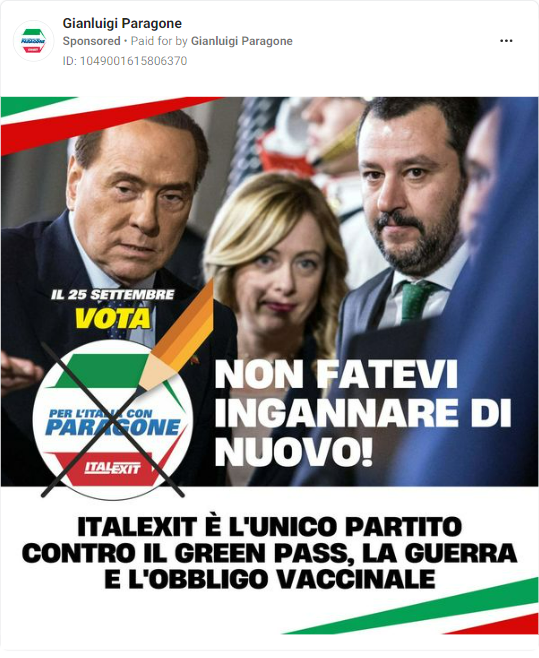 Gianluigi Paragone
Sponsored • Paid for by Gianluigi Paragone
ID: 1049001615806370
IL 25 SETTEMBRE
VOTA
PER L'ITALIA CON
PARAGONE
ITALEXIT
NON FATEVI
INGANNARE DI
NUOVO!
ITALEXIT È L'UNICO PARTITO
CONTRO IL GREEN PASS, LA GUERRA
E L'OBBLIGO VACCINALE